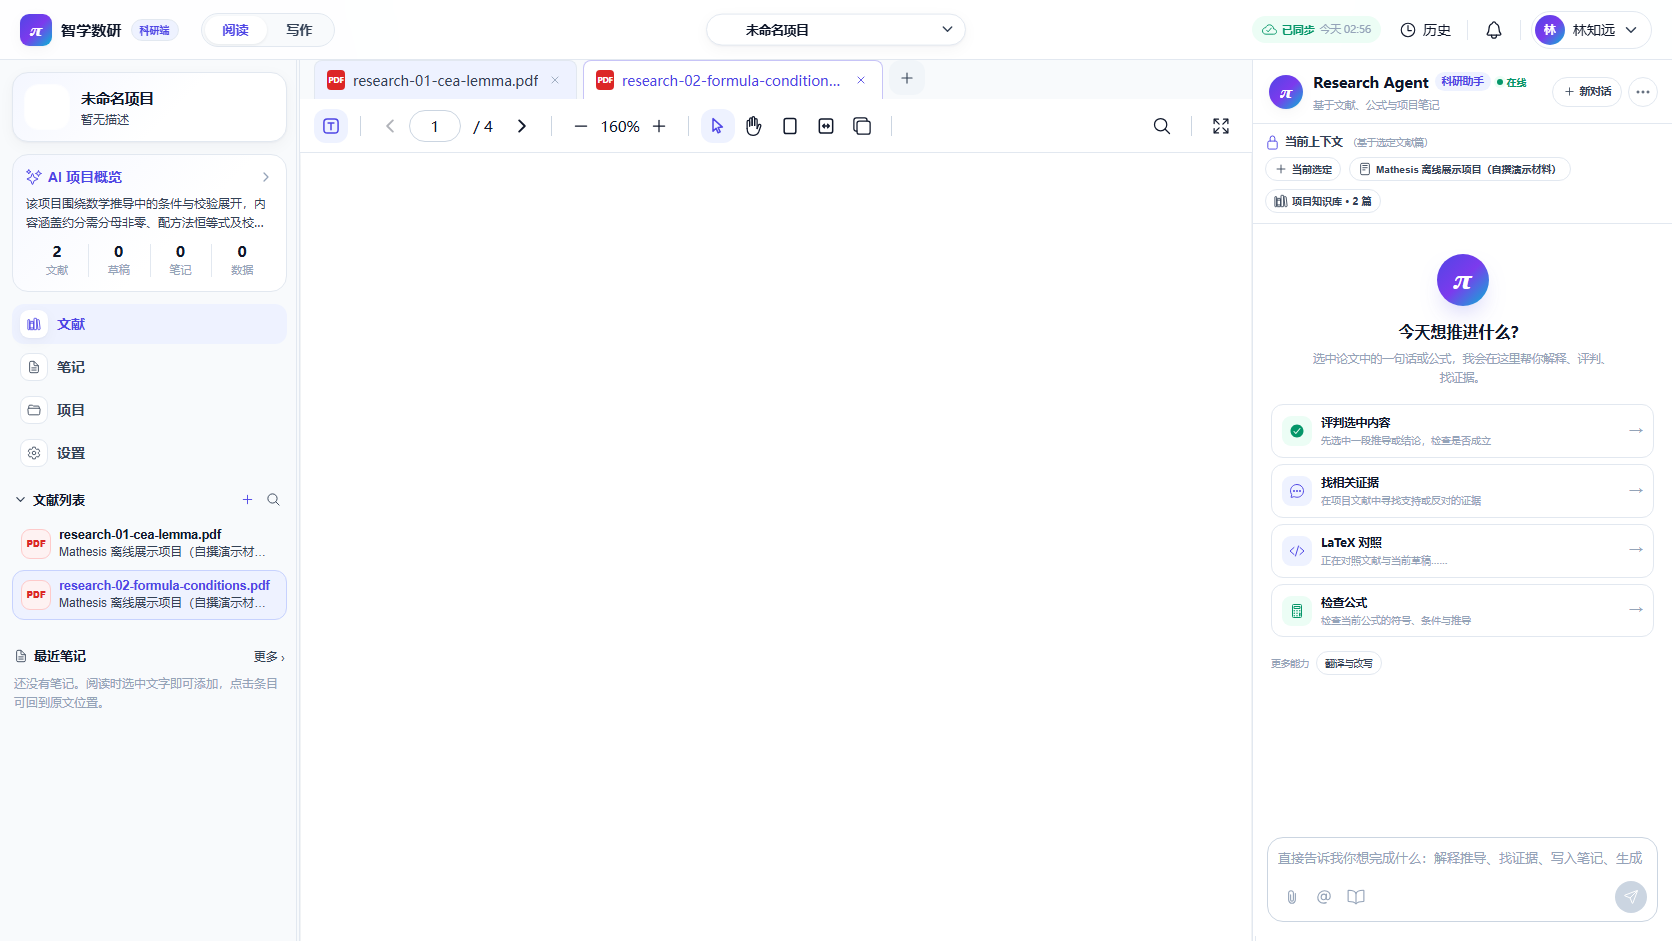 π 智学数研 科研端 阅读 写作
未命名项目
已同步 今天 02:56 历史 林 林知远
未命名项目
暂无描述
AI 项目概览
该项目围绕数学推导中的条件与校验展开，内
容涵盖约分需分母非零、配方法恒等式及校...
2 0 0 0
文献 草稿 笔记 数据
文献
笔记
项目
设置
文献列表
PDF research-01-cea-lemma.pdf
Mathesis 离线展示项目（自撰演示材...
PDF research-02-formula-conditions.pdf
Mathesis 离线展示项目（自撰演示材...
最近笔记 更多 ›
还没有笔记。阅读时选中文字即可添加，点击条目
可回到原文位置。
PDF research-01-cea-lemma.pdf × PDF research-02-formula-condition... × +
T 1 / 4 — 160% +
π Research Agent 科研助手 在线
基于文献、公式与项目笔记
+ 新对话 ...
当前上下文 （基于选定文献篇）
+ 当前选定 Mathesis 离线展示项目（自撰演示材料）
项目知识库 • 2 篇
π
今天想推进什么？
选中论文中的一句话或公式，我会在这里帮你解释、评判、
找证据。
评判选中内容
先选中一段推导或结论，检查是否成立
找相关证据
在项目文献中寻找支持或反对的证据
LaTeX 对照
正在对照文献与当前草稿......
检查公式
检查当前公式的符号、条件与推导
更多能力 翻译与改写
直接告诉我你想完成什么：解释推导、找证据、写入笔记、生成
@